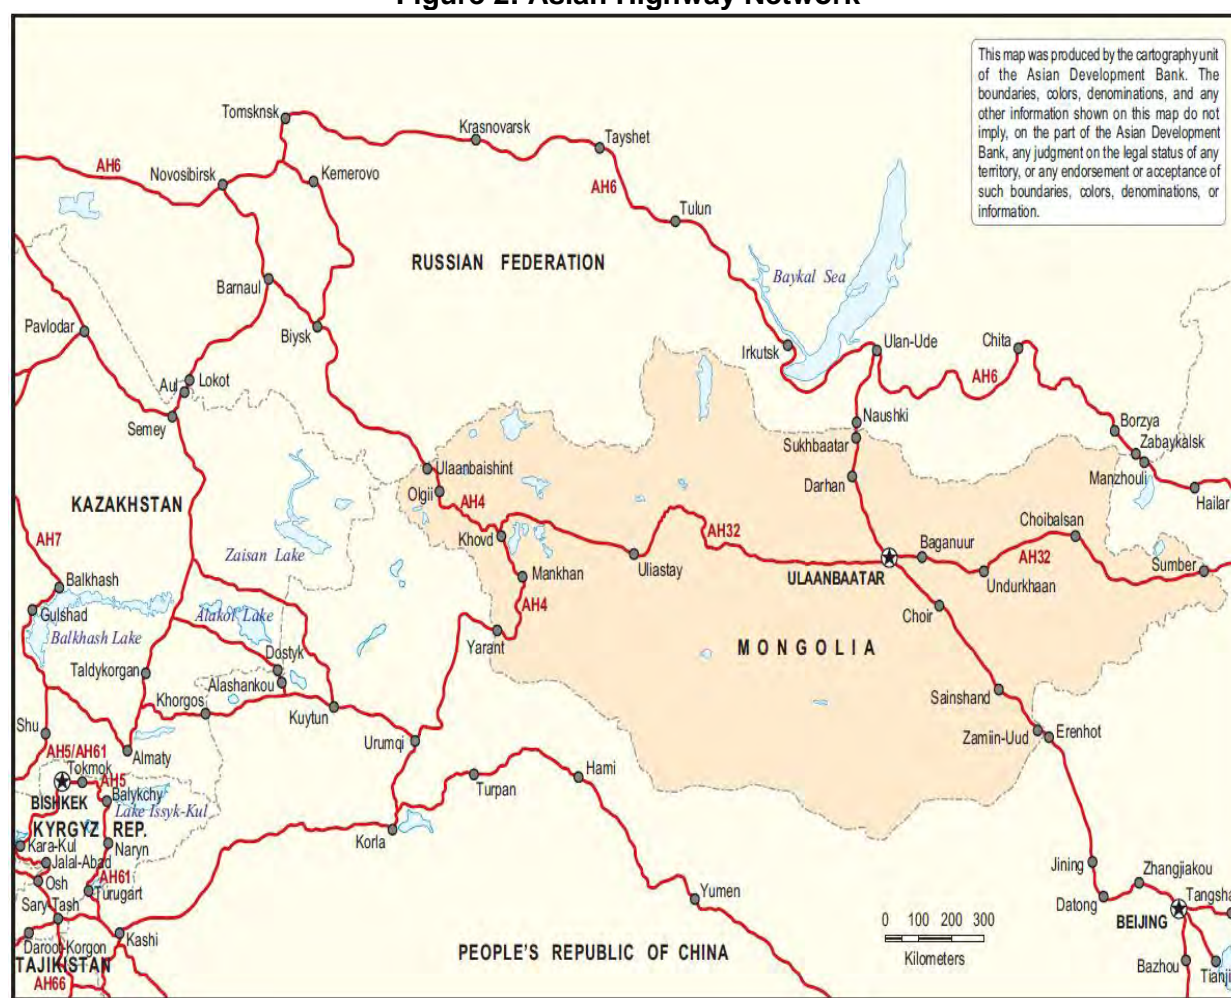 Figure 2: Asian Highway Network
This map was produced by the cartography unit
of the Asian Development Bank. The
boundaries, colors, denominations, and any
other information shown on this map do not
imply, on the part of the Asian Development
Bank, any judgment on the legal status of any
territory, or any endorsement or acceptance of
such boundaries, colors, denominations, or
information.
Tomsknsk
Krasnovarsk
Tayshet
AH6
Novosibirsk
Kemerovo
AH6
Tulun
RUSSIAN FEDERATION
Baykal Sea
Barnaul
Pavlodar
Biysk
Irkutsk
Ulan-Ude
Chita
AH6
Lokot
Aul
Semey
Naushki
Sukhbaatar
Borzya
Zabaykalsk
Manzhouli
Hailar
Ulaanbaishint
Olgii
Darhan
KAZAKHSTAN
AH4
AH32
Choibalsan
AH7
Khovd
Baganuur
Zaisan Lake
Uliastay
AH32
Sumber
Balkhash
Mankhan
ULAANBAATAR
Undurkhaan
Gulshad
Alakol Lake
AH4
Choir
Balkhash Lake
Yarant
MONGOLIA
Dostyk
Taldykorgan
Alashankou
Sainshand
Khorgos
Kuytun
Shu
Urumqi
Zamiin-Uud
Erenhot
AH5/AH61
Almaty
Tokmok
AH5
Hami
Turpan
BISHKEK
Balykchy
Lake Issyk-Kul
KYRGYZ REP.
Korla
Kara-Kul
Naryn
Jalal-Abad
Jining
Zhangjiakou
AH61
Osh
Turugart
Yumen
Tangsha
Datong
Sary-Tash
BEIJING
0 100 200 300
Kilometers
Daroot-Korgon
Kashi
PEOPLE'S REPUBLIC OF CHINA
TAJIKISTAN
Bazhou
Tianji
AH66